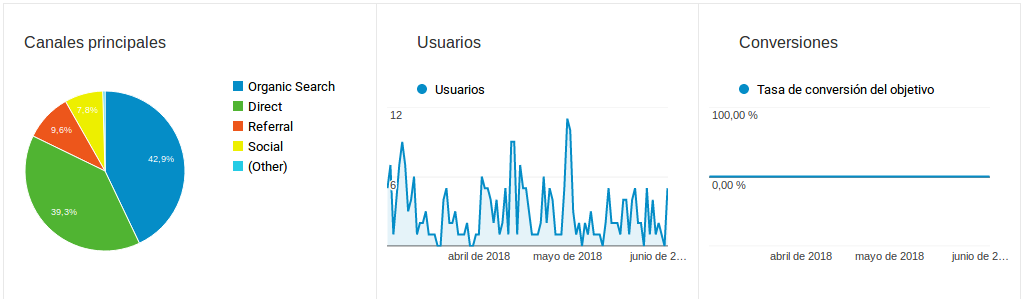 Canales principales
Organic Search
Direct
Referral
Social
(Other)
42,9%
39,3%
9,6%
7,8%
Usuarios
Usuarios
12
6
abril de 2018
mayo de 2018
junio de 2…
Conversiones
Tasa de conversión del objetivo
100,00 %
0,00 %
abril de 2018
mayo de 2018
junio de 2…